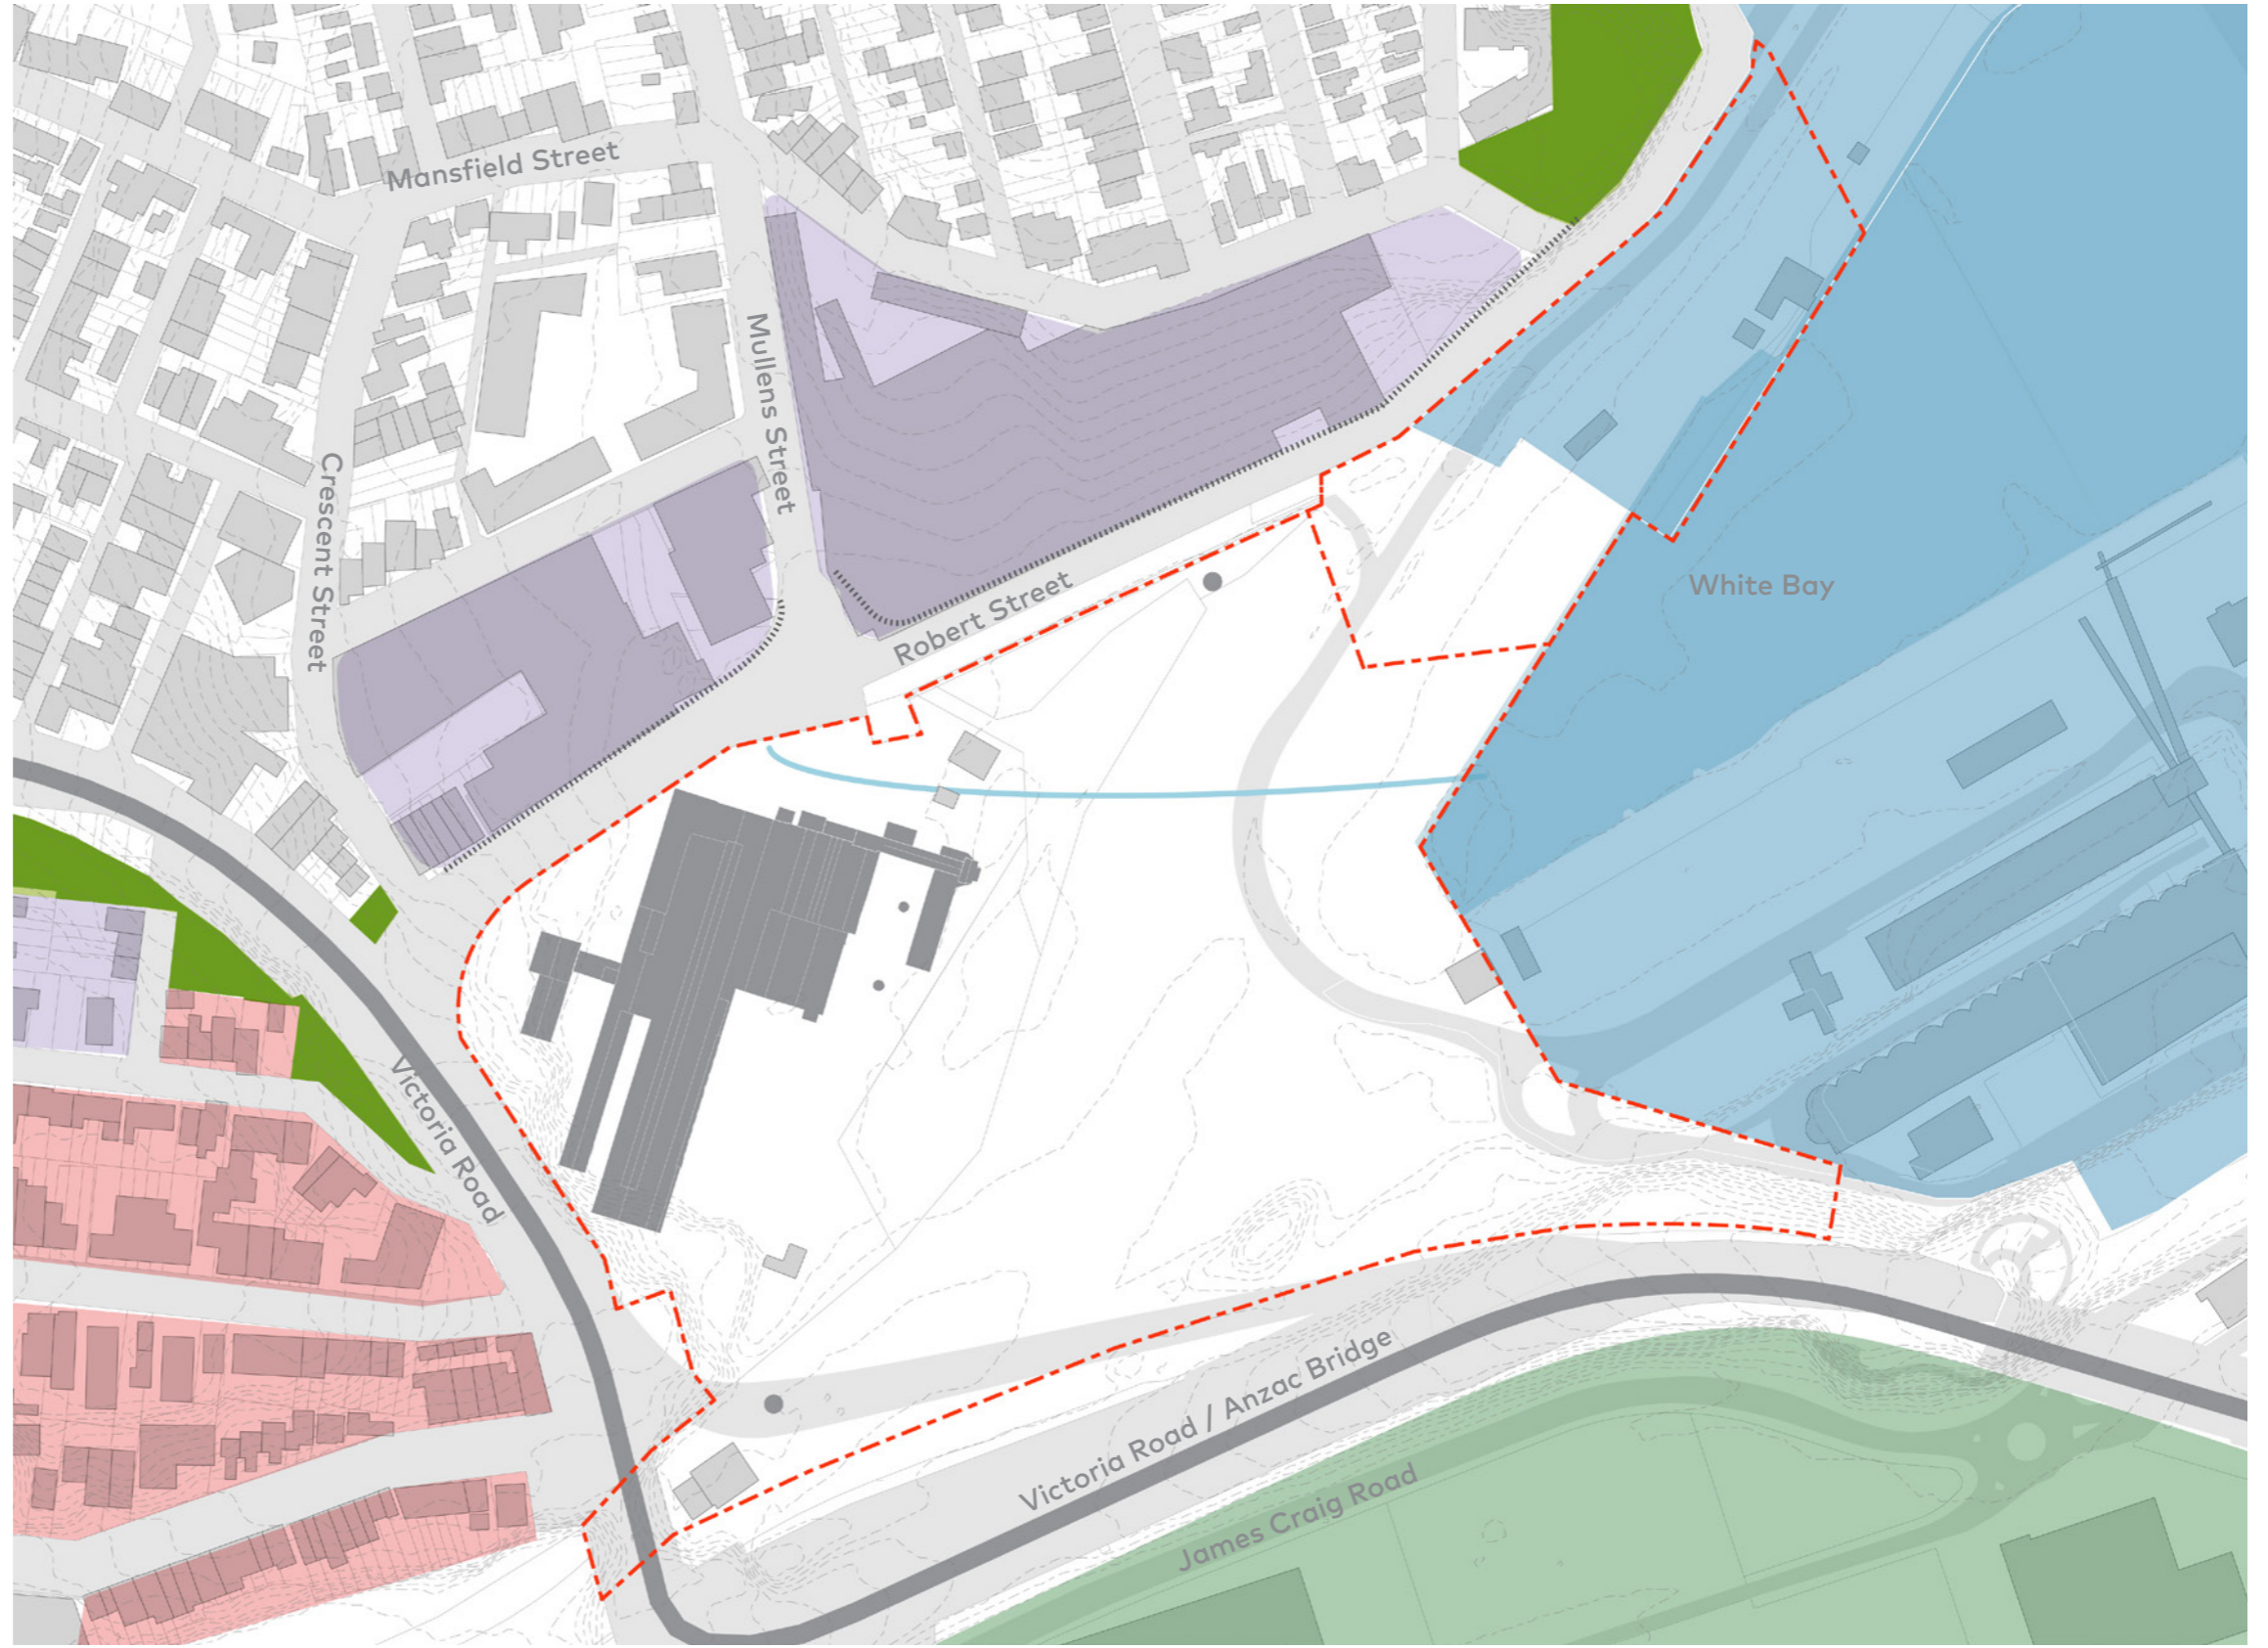 Mansfield Street
Mullens Street
Crescent Street
Robert Street
White Bay
Victoria Road
Victoria Road / Anzac Bridge
James Craig Road